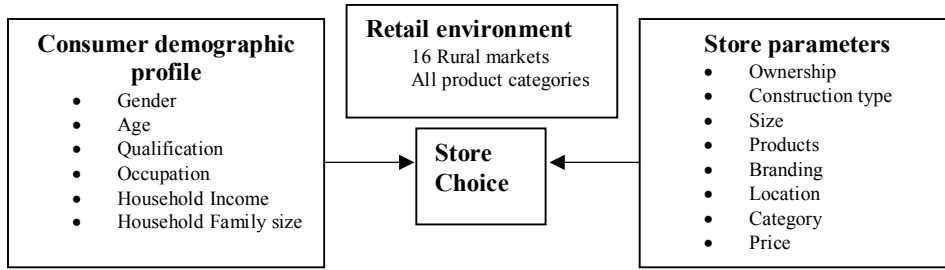 Consumer demographic
profile
• Gender
• Age
• Qualification
• Occupation
• Household Income
• Household Family size
Retail environment
16 Rural markets
All product categories
Store
Choice
Store parameters
• Ownership
• Construction type
• Size
• Products
• Branding
• Location
• Category
• Price